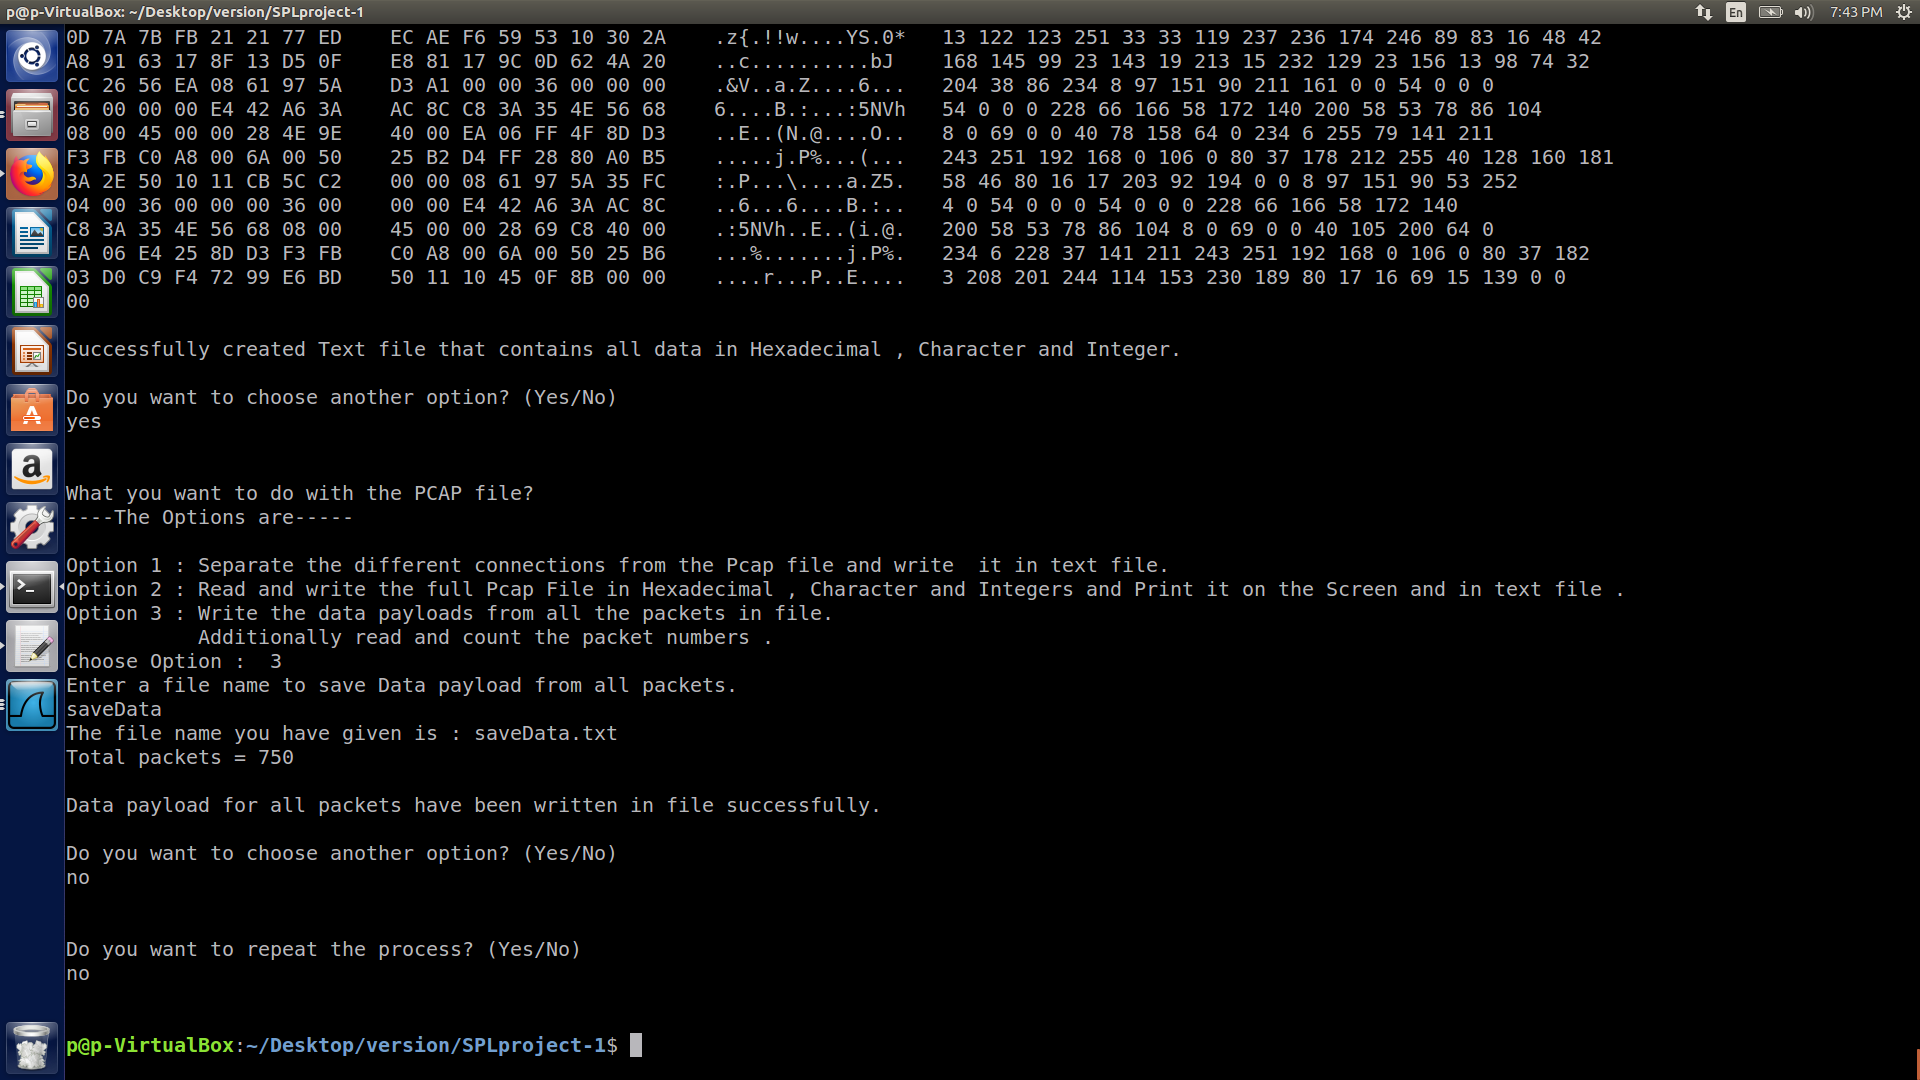 p@p-VirtualBox: ~/Desktop/version/SPLproject-1 En 7:43 PM
0D 7A 7B FB 21 21 77 ED    EC AE F6 59 53 10 30 2A    .z{.!!w....YS.0*   13 122 123 251 33 33 119 237 236 174 246 89 83 16 48 42
A8 91 63 17 8F 13 D5 0F    E8 81 17 9C 0D 62 4A 20    ..c..........bJ    168 145 99 23 143 19 213 15 232 129 23 156 13 98 74 32
CC 26 56 EA 08 61 97 5A    D3 A1 00 00 36 00 00 00    .&V..a.Z....6...   204 38 86 234 8 97 151 90 211 161 0 0 54 0 0 0
36 00 00 00 E4 42 A6 3A    AC 8C C8 3A 35 4E 56 68    6....B.:...:5NVh   54 0 0 0 228 66 166 58 172 140 200 58 53 78 86 104
08 00 45 00 00 28 4E 9E    40 00 EA 06 FF 4F 8D D3    ..E..(N.@....O..   8 0 69 0 0 40 78 158 64 0 234 6 255 79 141 211
F3 FB C0 A8 00 6A 00 50    25 B2 D4 FF 28 80 A0 B5    .....j.P%...(...   243 251 192 168 0 106 0 80 37 178 212 255 40 128 160 181
3A 2E 50 10 11 CB 5C C2    00 00 08 61 97 5A 35 FC    :.P...\....a.Z5.   58 46 80 16 17 203 92 194 0 0 8 97 151 90 53 252
04 00 36 00 00 00 36 00    00 00 E4 42 A6 3A AC 8C    ..6...6....B.:..   4 0 54 0 0 0 54 0 0 0 228 66 166 58 172 140
C8 3A 35 4E 56 68 08 00    45 00 00 28 69 C8 40 00    .:5NVh..E..(i.@.   200 58 53 78 86 104 8 0 69 0 0 40 105 200 64 0
EA 06 E4 25 8D D3 F3 FB    C0 A8 00 6A 00 50 25 B6    ...%.......j.P%.   234 6 228 37 141 211 243 251 192 168 0 106 0 80 37 182
03 D0 C9 F4 72 99 E6 BD    50 11 10 45 0F 8B 00 00    ....r...P..E....   3 208 201 244 114 153 230 189 80 17 16 69 15 139 0 0
00
Successfully created Text file that contains all data in Hexadecimal , Character and Integer.
Do you want to choose another option? (Yes/No)
yes
What you want to do with the PCAP file?
----The Options are-----
Option 1 : Separate the different connections from the Pcap file and write  it in text file.
Option 2 : Read and write the full Pcap File in Hexadecimal , Character and Integers and Print it on the Screen and in text file .
Option 3 : Write the data payloads from all the packets in file.
Additionally read and count the packet numbers .
Choose Option :  3
Enter a file name to save Data payload from all packets.
saveData
The file name you have given is : saveData.txt
Total packets = 750
Data payload for all packets have been written in file successfully.
Do you want to choose another option? (Yes/No)
no
Do you want to repeat the process? (Yes/No)
no
p@p-VirtualBox:~/Desktop/version/SPLproject-1$